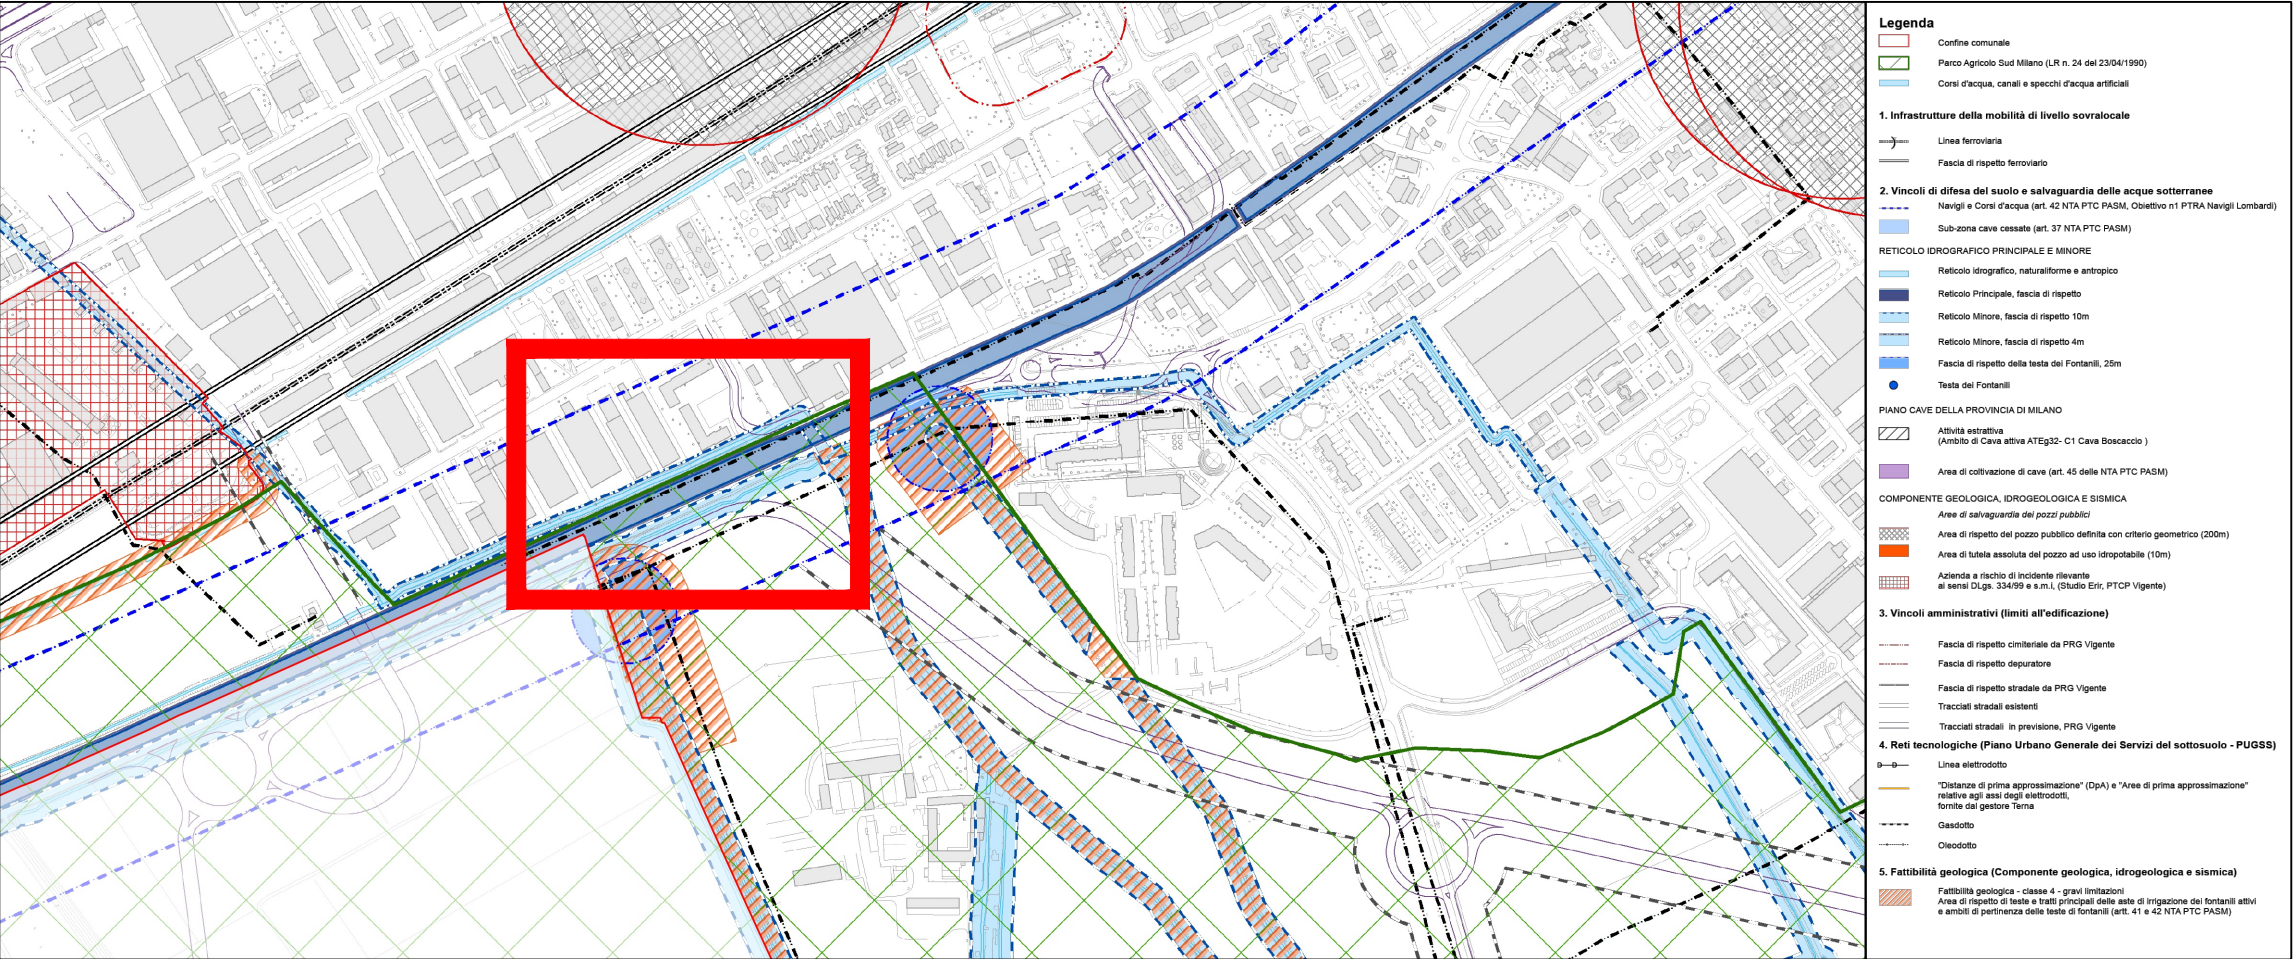 Legenda
Confine comunale
Parco Agricolo Sud Milano (LR n. 24 del 23/04/1990)
Corsi d'acqua, canali e specchi d'acqua artificiali
1. Infrastrutture della mobilità di livello sovralocale
Linea ferroviaria
Fascia di rispetto ferroviario
2. Vincoli di difesa del suolo e salvaguardia delle acque sotterranee
Navigli e Corsi d'acqua (art. 42 NTA PTC PASM, Obiettivo n1 PTRA Navigli Lombardi)
Sub-zona cave cessate (art. 37 NTA PTC PASM)
RETICOLO IDROGRAFICO PRINCIPALE E MINORE
Reticolo idrografico, naturaliforme e antropico
Reticolo Principale, fascia di rispetto
Reticolo Minore, fascia di rispetto 10m
Reticolo Minore, fascia di rispetto 4m
Fascia di rispetto della testa dei Fontanili, 25m
Testa dei Fontanili
PIANO CAVE DELLA PROVINCIA DI MILANO
Attività estrattiva
(Ambito di Cava attiva ATEg32- C1 Cava Boscaccio )
Area di coltivazione di cave (art. 45 delle NTA PTC PASM)
COMPONENTE GEOLOGICA, IDROGEOLOGICA E SISMICA
Aree di salvaguardia dei pozzi pubblici
Area di rispetto del pozzo pubblico definita con criterio geometrico (200m)
Area di tutela assoluta del pozzo ad uso idropotabile (10m)
Azienda a rischio di incidente rilevante
ai sensi DLgs. 334/99 e s.m.i, (Studio Erir, PTCP Vigente)
3. Vincoli amministrativi (limiti all'edificazione)
Fascia di rispetto cimiteriale da PRG Vigente
Fascia di rispetto depuratore
Fascia di rispetto stradale da PRG Vigente
Tracciati stradali esistenti
Tracciati stradali in previsione, PRG Vigente
4. Reti tecnologiche (Piano Urbano Generale dei Servizi del sottosuolo - PUGSS)
Linea elettrodotto
"Distanze di prima approssimazione" (DpA) e "Aree di prima approssimazione"
relative agli assi degli elettrodotti,
fornite dal gestore Terna
Gasdotto
Oleodotto
5. Fattibilità geologica (Componente geologica, idrogeologica e sismica)
Fattibilità geologica - classe 4 - gravi limitazioni
Area di rispetto di teste e tratti principali delle aste di irrigazione dei fontanili attivi
e ambiti di pertinenza delle teste di fontanili (artt. 41 e 42 NTA PTC PASM)